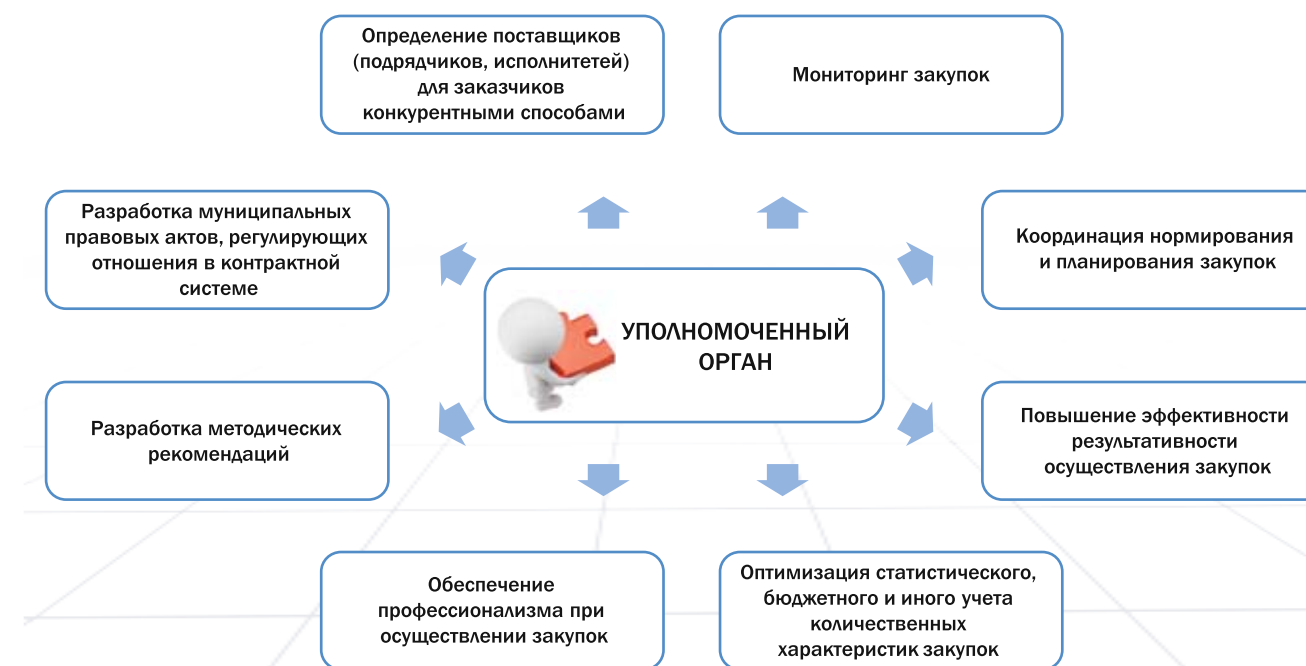 Определение поставщиков
(подрядчиков, исполнитетей)
для заказчиков
конкурентными способами
Мониторинг закупок
Разработка муниципальных
правовых актов, регулирующих
отношения в контрактной
системе
Координация нормирования
и планирования закупок
УПОЛНОМОЧЕННЫЙ
ОРГАН
Разработка методических
рекомендаций
Повышение эффективности
результативности
осуществления закупок
Обеспечение
профессионализма при
осуществлении закупок
Оптимизация статистического,
бюджетного и иного учета
количественных
характеристик закупок